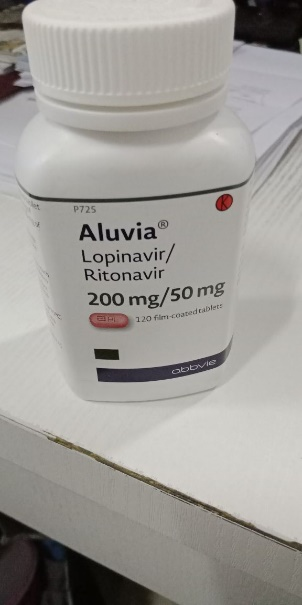 P725
K
Aluvia®
Lopinavir/
Ritonavir
200 mg/50 mg
120 film-coated tablets
abbvie